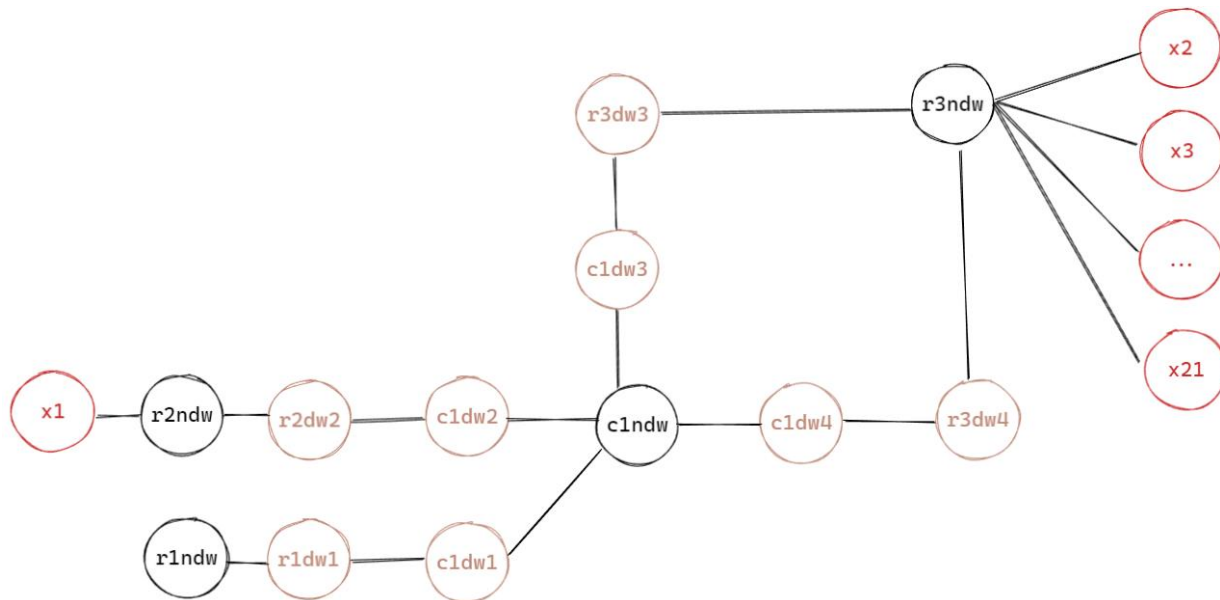 x2
r3dw3
r3ndw
x3
c1dw3
...
x21
x1
r2ndw
r2dw2
c1dw2
c1ndw
c1dw4
r3dw4
r1ndw
r1dw1
c1dw1